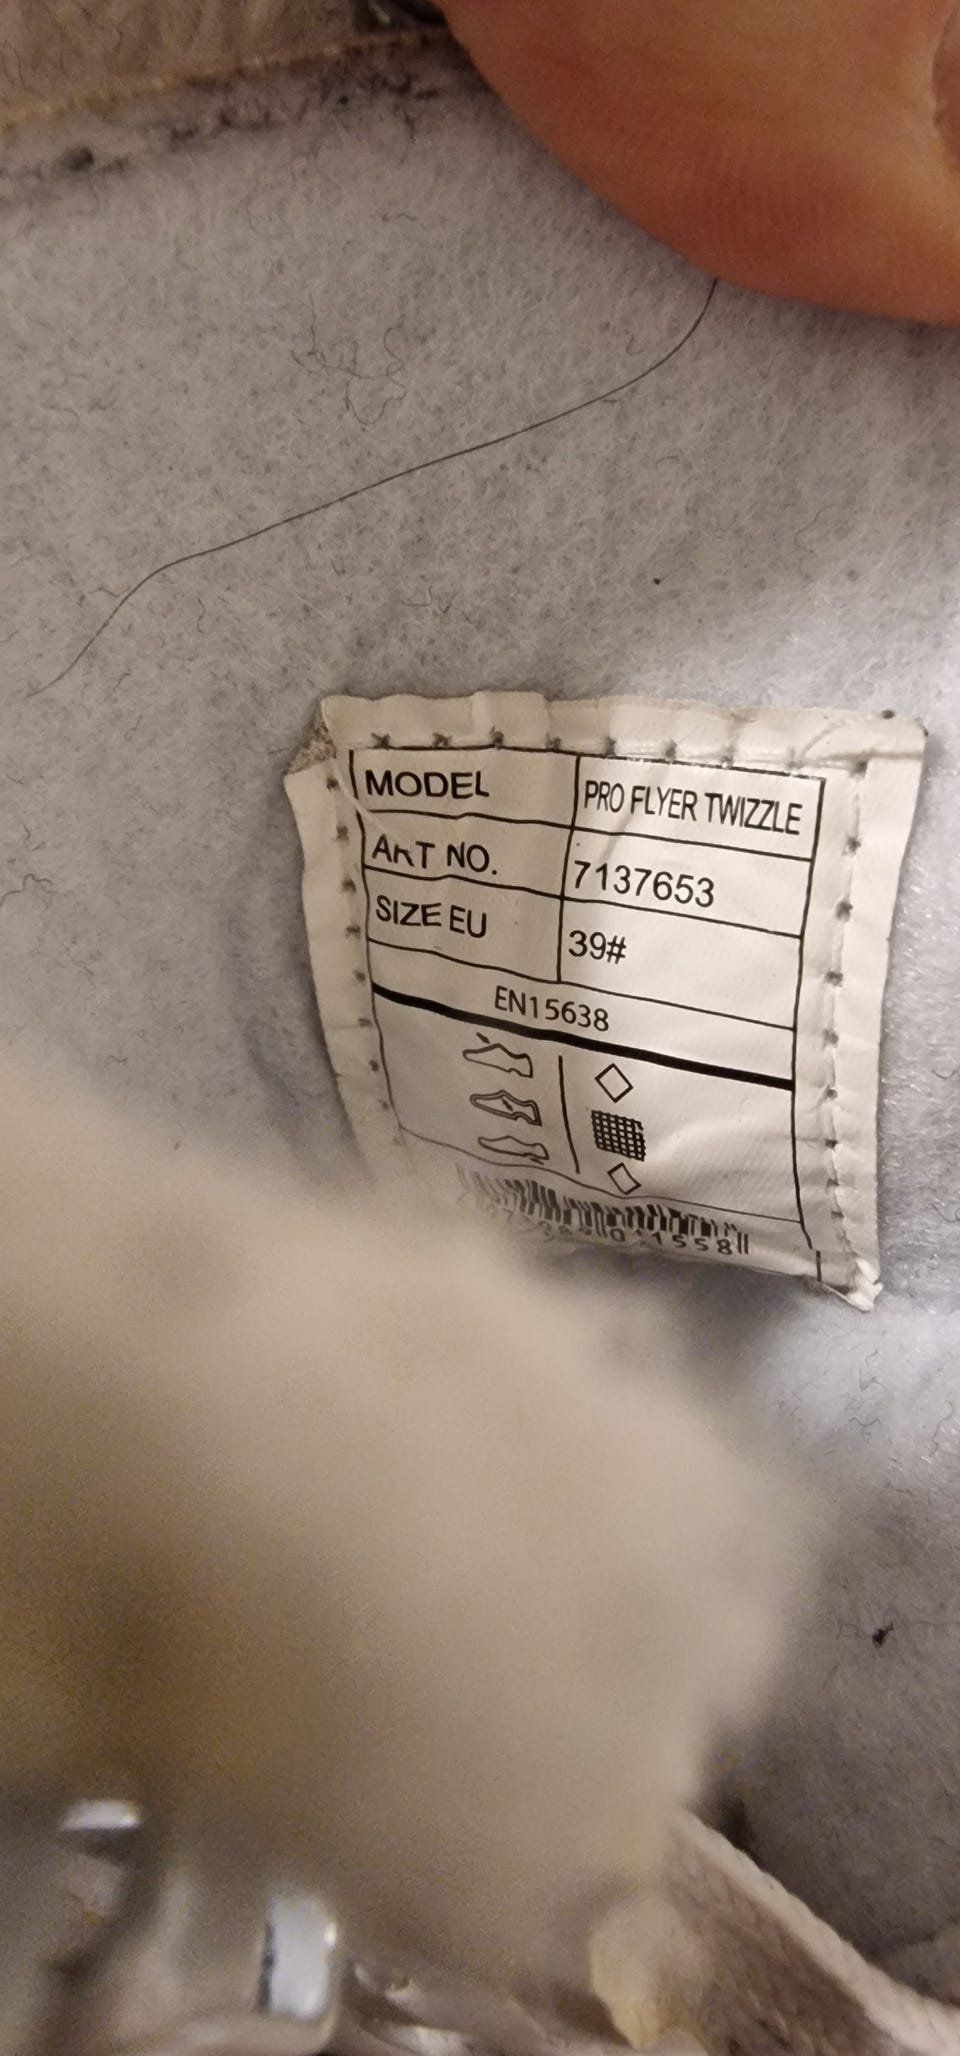 MODEL PRO FLYER TWIZZLE
ART NO. 7137653
SIZE EU 39#
EN15638